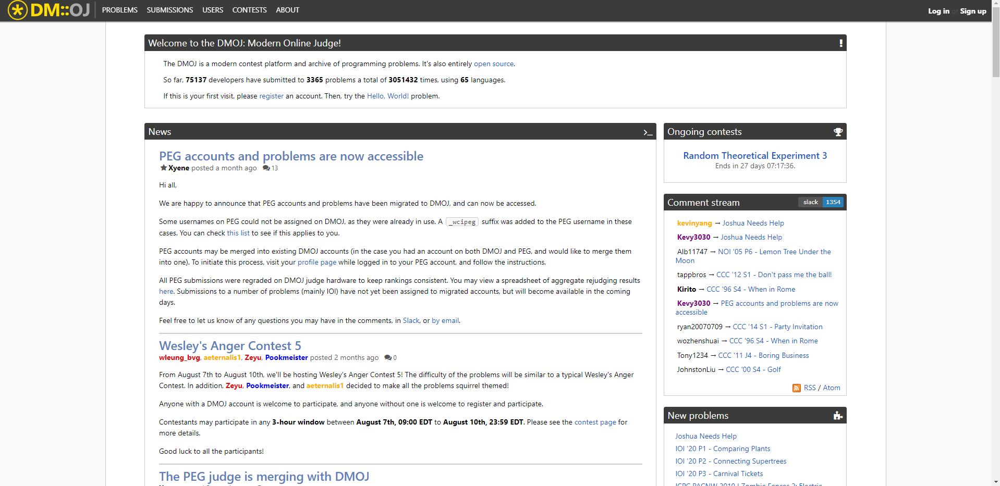 DM::OJ PROBLEMS SUBMISSIONS USERS CONTESTS ABOUT Log in or Sign up
Welcome to the DMOJ: Modern Online Judge!
The DMOJ is a modern contest platform and archive of programming problems. It's also entirely open source.
So far, 75137 developers have submitted to 3365 problems a total of 3051432 times, using 65 languages.
If this is your first visit, please register an account. Then, try the Hello, World! problem.
News
PEG accounts and problems are now accessible
Xyene posted a month ago 13
Hi all,
We are happy to announce that PEG accounts and problems have been migrated to DMOJ, and can now be accessed.
Some usernames on PEG could not be assigned on DMOJ, as they were already in use. A _wcipeg suffix was added to the PEG username in these
cases. You can check this list to see if this applies to you.
PEG accounts may be merged into existing DMOJ accounts (in the case you had an account on both DMOJ and PEG, and would like to merge them
into one). To initiate this process, visit your profile page while logged in to your PEG account, and follow the instructions.
All PEG submissions were regraded on DMOJ judge hardware to keep rankings consistent. You may view a spreadsheet of aggregate rejudging results
here. Submissions to a number of problems (mainly IOI) have not yet been assigned to migrated accounts, but will become available in the coming
days.
Feel free to let us know of any questions you may have in the comments, in Slack, or by email.
Wesley's Anger Contest 5
wleung_bvg, aeternalis1, Zeyu, Pookmeister posted 2 months ago 0
From August 7th to August 10th, we'll be hosting Wesley's Anger Contest 5! The difficulty of the problems will be similar to a typical Wesley's Anger
Contest. In addition, Zeyu, Pookmeister, and aeternalis1 decided to make all the problems squirrel themed!
Anyone with a DMOJ account is welcome to participate, and anyone without one is welcome to register and participate.
Contestants may participate in any 3-hour window between August 7th, 09:00 EDT to August 10th, 23:59 EDT. Please see the contest page for
more details.
Good luck to all the participants!
The PEG judge is merging with DMOJ
Ongoing contests
Random Theoretical Experiment 3
Ends in 27 days 07:17:36.
Comment stream slack 1354
kevinyang → Joshua Needs Help
Kevy3030 → Joshua Needs Help
Alb11747 → NOI '05 P6 - Lemon Tree Under the
Moon
tappbros → CCC '12 S1 - Don't pass me the ball!
Kirito → CCC '96 S4 - When in Rome
Kevy3030 → PEG accounts and problems are now
accessible
ryan20070709 → CCC '14 S1 - Party Invitation
wozhenshuai → CCC '96 S4 - When in Rome
Tony1234 → CCC '11 J4 - Boring Business
JohnstonLiu → CCC '00 S4 - Golf
RSS / Atom
New problems
Joshua Needs Help
IOI '20 P1 - Comparing Plants
IOI '20 P2 - Connecting Supertrees
IOI '20 P3 - Carnival Tickets
ICPC PACNW 2010 I Zombie Fences 2: Electric